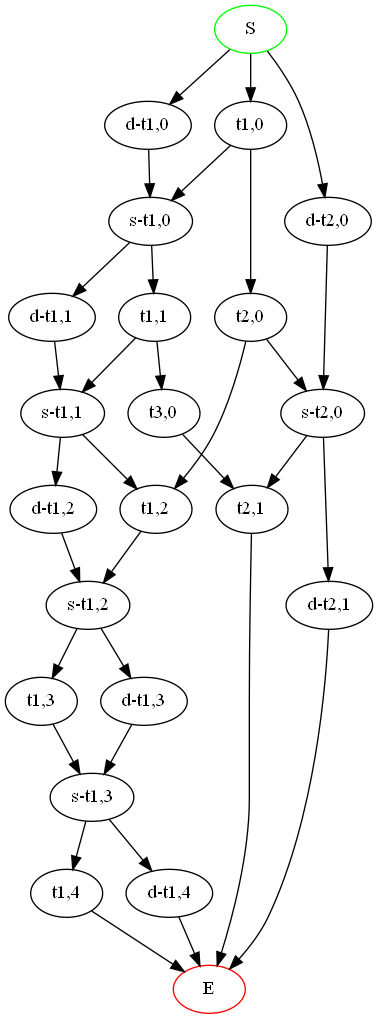 S
d-t1,0
t1,0
s-t1,0
d-t2,0
d-t1,1
t1,1
t2,0
s-t1,1
t3,0
s-t2,0
d-t1,2
t1,2
t2,1
s-t1,2
d-t2,1
t1,3
d-t1,3
s-t1,3
t1,4
d-t1,4
E